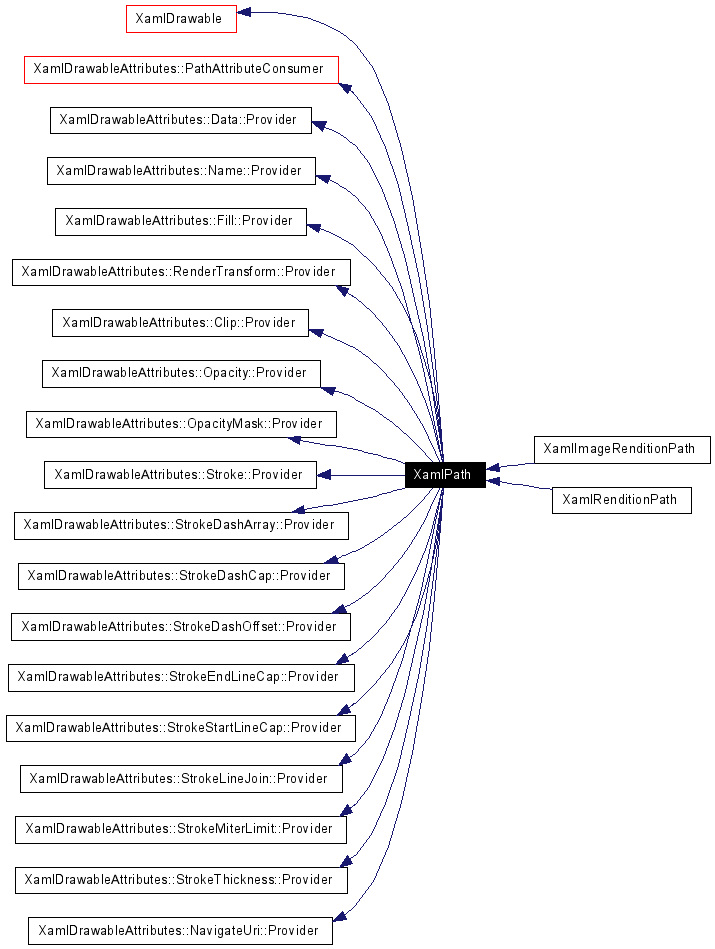 XamlDrawable
XamlDrawableAttributes::PathAttributeConsumer
XamlDrawableAttributes::Data::Provider
XamlDrawableAttributes::Name::Provider
XamlDrawableAttributes::Fill::Provider
XamlDrawableAttributes::RenderTransform::Provider
XamlDrawableAttributes::Clip::Provider
XamlDrawableAttributes::Opacity::Provider
XamlDrawableAttributes::OpacityMask::Provider
XamlDrawableAttributes::Stroke::Provider
XamlDrawableAttributes::StrokeDashArray::Provider
XamlDrawableAttributes::StrokeDashCap::Provider
XamlDrawableAttributes::StrokeDashOffset::Provider
XamlDrawableAttributes::StrokeEndLineCap::Provider
XamlDrawableAttributes::StrokeStartLineCap::Provider
XamlDrawableAttributes::StrokeLineJoin::Provider
XamlDrawableAttributes::StrokeMiterLimit::Provider
XamlDrawableAttributes::StrokeThickness::Provider
XamlDrawableAttributes::NavigateUri::Provider
XamlPath
XamlImageRenditionPath
XamlRenditionPath